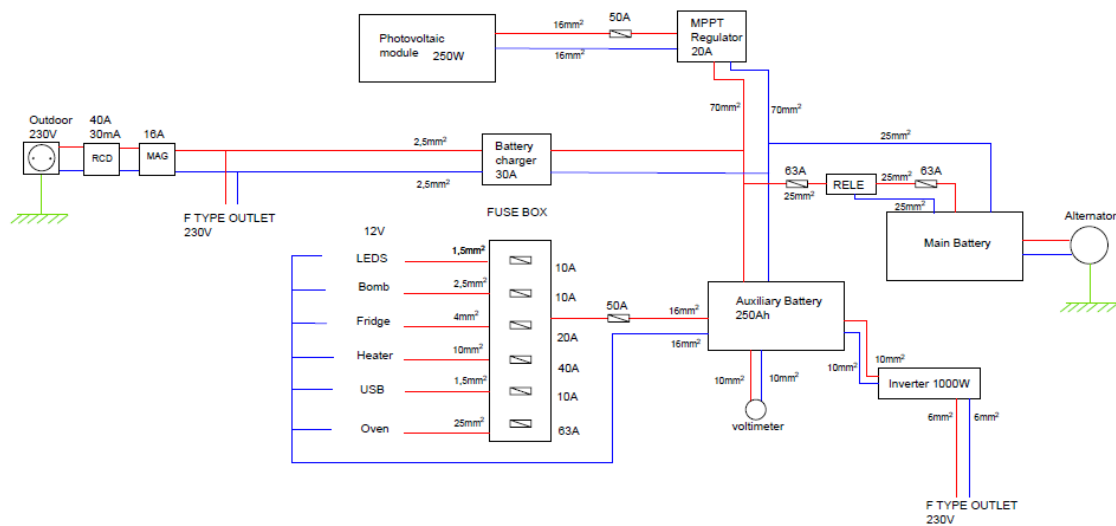 50A
16mm²
16mm²
Photovoltaic
module 250W
MPPT
Regulator
20A
70mm²
70mm²
Outdoor
230V
40A
30mA
16A
RCD
MAG
2,5mm²
2,5mm²
Battery
charger
30A
25mm²
63A
25mm²
RELE
25mm²
63A
25mm²
F TYPE OUTLET
230V
FUSE BOX
Main Battery
Alternator
12V
LEDS
1,5mm²
10A
Bomb
2,5mm²
10A
Fridge
4mm²
20A
Heater
10mm²
40A
USB
1,5mm²
10A
Oven
25mm²
63A
50A
16mm²
16mm²
Auxiliary Battery
250Ah
10mm²
10mm²
voltimeter
10mm²
10mm²
Inverter 1000W
6mm²
6mm²
F TYPE OUTLET
230V